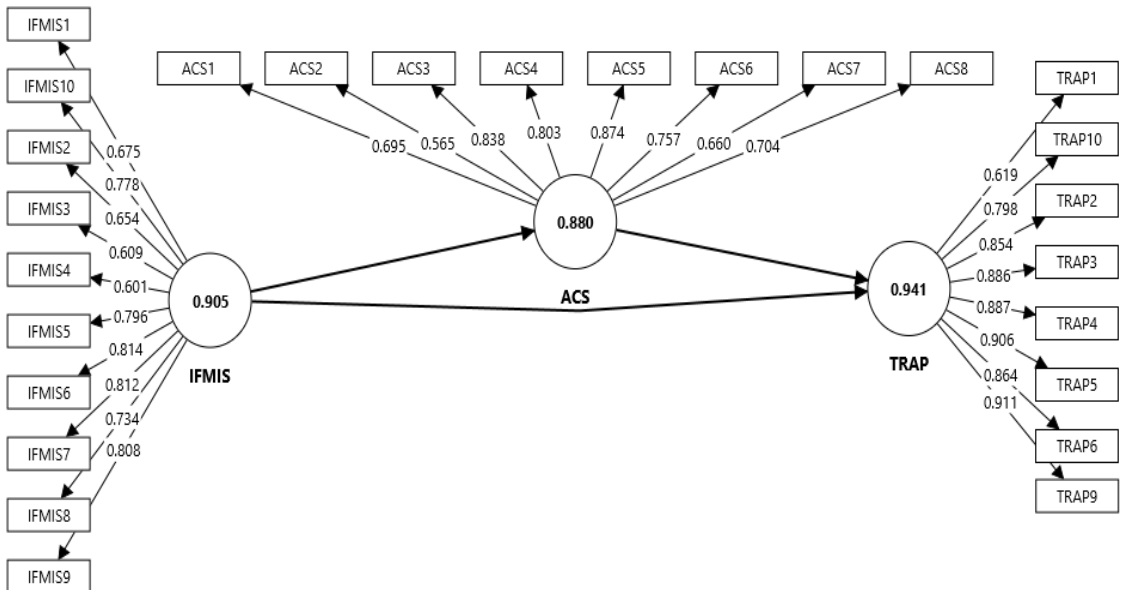 IFMIS1
IFMIS10
IFMIS2
IFMIS3
IFMIS4
IFMIS5
IFMIS6
IFMIS7
IFMIS8
IFMIS9
0.675
0.778
0.654
0.609
0.601
0.796
0.814
0.812
0.734
0.808
0.905
IFMIS
ACS1 ACS2 ACS3 ACS4 ACS5 ACS6 ACS7 ACS8
0.695 0.565 0.838 0.803 0.874 0.757 0.660 0.704
0.880
ACS
0.941
TRAP
0.619
0.798
0.854
0.886
0.887
0.906
0.864
0.911
TRAP1
TRAP10
TRAP2
TRAP3
TRAP4
TRAP5
TRAP6
TRAP9